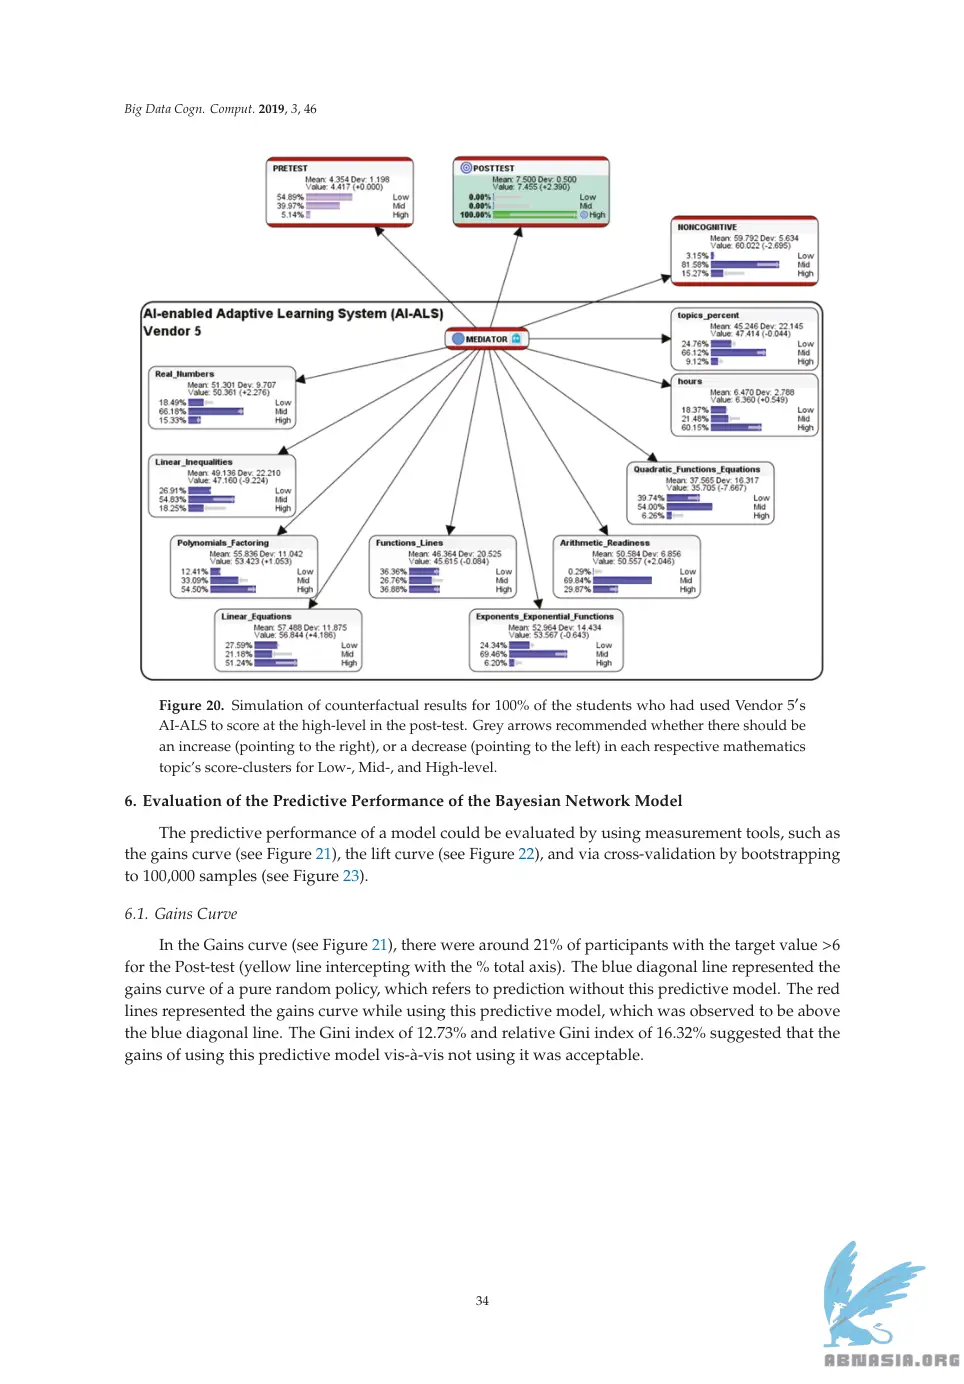 Big Data Cogn. Comput. 2019, 3, 46
PRETEST
Mean: 4.354 Dev: 1.198
Value: 4.417 (+0.000)
54.89% Low
39.97% Mid
5.14% High
POSTTEST
Mean: 7.500 Dev: 0.500
Value: 7.455 (+2.390)
0.00% Low
0.00% Mid
100.00% High
NONCOGNITIVE
Mean: 59.792 Dev: 5.634
Value: 60.022 (-2.695)
3.15% Low
81.58% Mid
15.27% High
AI-enabled Adaptive Learning System (AI-ALS)
Vendor 5
MEDIATOR
topics_percent
Mean: 45.246 Dev: 22.145
Value: 47.414 (-0.044)
24.76% Low
66.12% Mid
9.12% High
Real_Numbers
Mean: 51.301 Dev: 9.707
Value: 50.361 (+2.276)
18.49% Low
66.18% Mid
15.33% High
hours
Mean: 6.470 Dev: 2.788
Value: 6.360 (+0.549)
18.37% Low
21.48% Mid
60.15% High
Linear_Inequalities
Mean: 49.136 Dev: 22.210
Value: 47.160 (-9.224)
26.91% Low
54.83% Mid
18.25% High
Quadratic_Functions_Equations
Mean: 37.565 Dev: 16.317
Value: 35.705 (-7.667)
39.74% Low
54.00% Mid
6.26% High
Polynomials_Factoring
Mean: 55.836 Dev: 11.042
Value: 53.423 (+1.053)
12.41% Low
33.09% Mid
54.50% High
Functions_Lines
Mean: 46.364 Dev: 20.525
Value: 45.615 (-0.084)
36.36% Low
26.76% Mid
36.88% High
Arithmetic_Readiness
Mean: 50.584 Dev: 6.856
Value: 50.557 (+2.046)
0.29% Low
69.84% Mid
29.87% High
Linear_Equations
Mean: 57.488 Dev: 11.875
Value: 56.844 (+4.186)
27.59% Low
21.18% Mid
51.24% High
Exponents_Exponential_Functions
Mean: 52.964 Dev: 14.434
Value: 53.567 (-0.643)
24.34% Low
69.46% Mid
6.20% High
Figure 20. Simulation of counterfactual results for 100% of the students who had used Vendor 5′s
AI-ALS to score at the high-level in the post-test. Grey arrows recommended whether there should be
an increase (pointing to the right), or a decrease (pointing to the left) in each respective mathematics
topic's score-clusters for Low-, Mid-, and High-level.
6. Evaluation of the Predictive Performance of the Bayesian Network Model
The predictive performance of a model could be evaluated by using measurement tools, such as
the gains curve (see Figure 21), the lift curve (see Figure 22), and via cross-validation by bootstrapping
to 100,000 samples (see Figure 23).
6.1. Gains Curve
In the Gains curve (see Figure 21), there were around 21% of participants with the target value >6
for the Post-test (yellow line intercepting with the % total axis). The blue diagonal line represented the
gains curve of a pure random policy, which refers to prediction without this predictive model. The red
lines represented the gains curve while using this predictive model, which was observed to be above
the blue diagonal line. The Gini index of 12.73% and relative Gini index of 16.32% suggested that the
gains of using this predictive model vis-à-vis not using it was acceptable.
34
ABNASIA.ORG